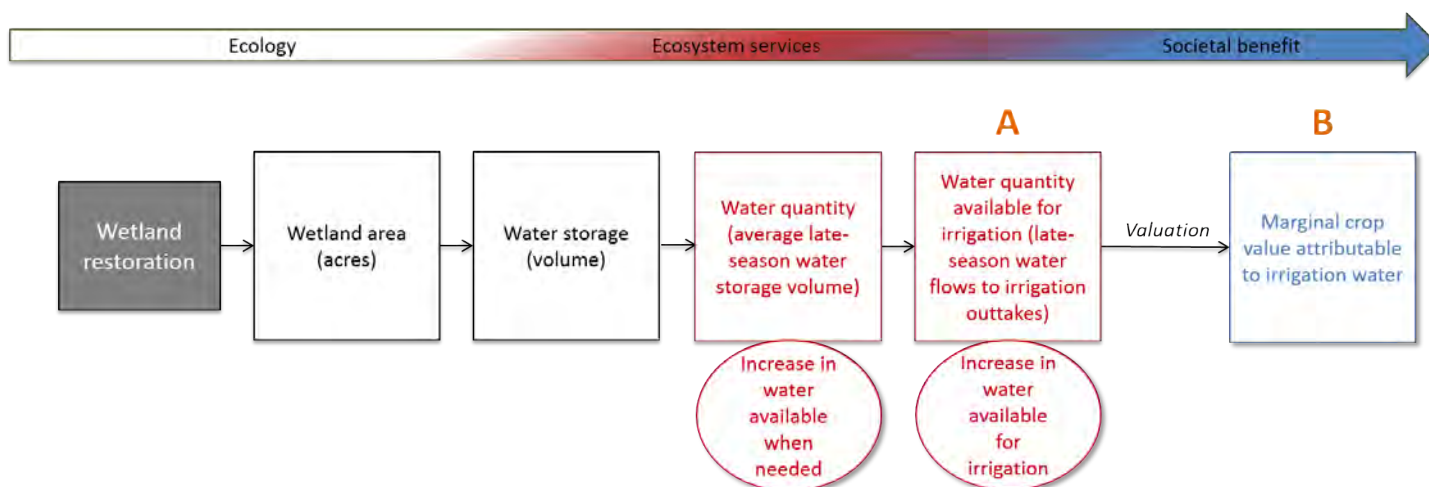 Ecology
Ecosystem services
Societal benefit
A
B
Wetland
restoration
Wetland area
(acres)
Water storage
(volume)
Water quantity
(average late-
season water
storage volume)
Water quantity
available for
irrigation (late-
season water
flows to irrigation
outtakes)
Valuation
Marginal crop
value attributable
to irrigation water
Increase in
water
available
when
needed
Increase in
water
available
for
irrigation